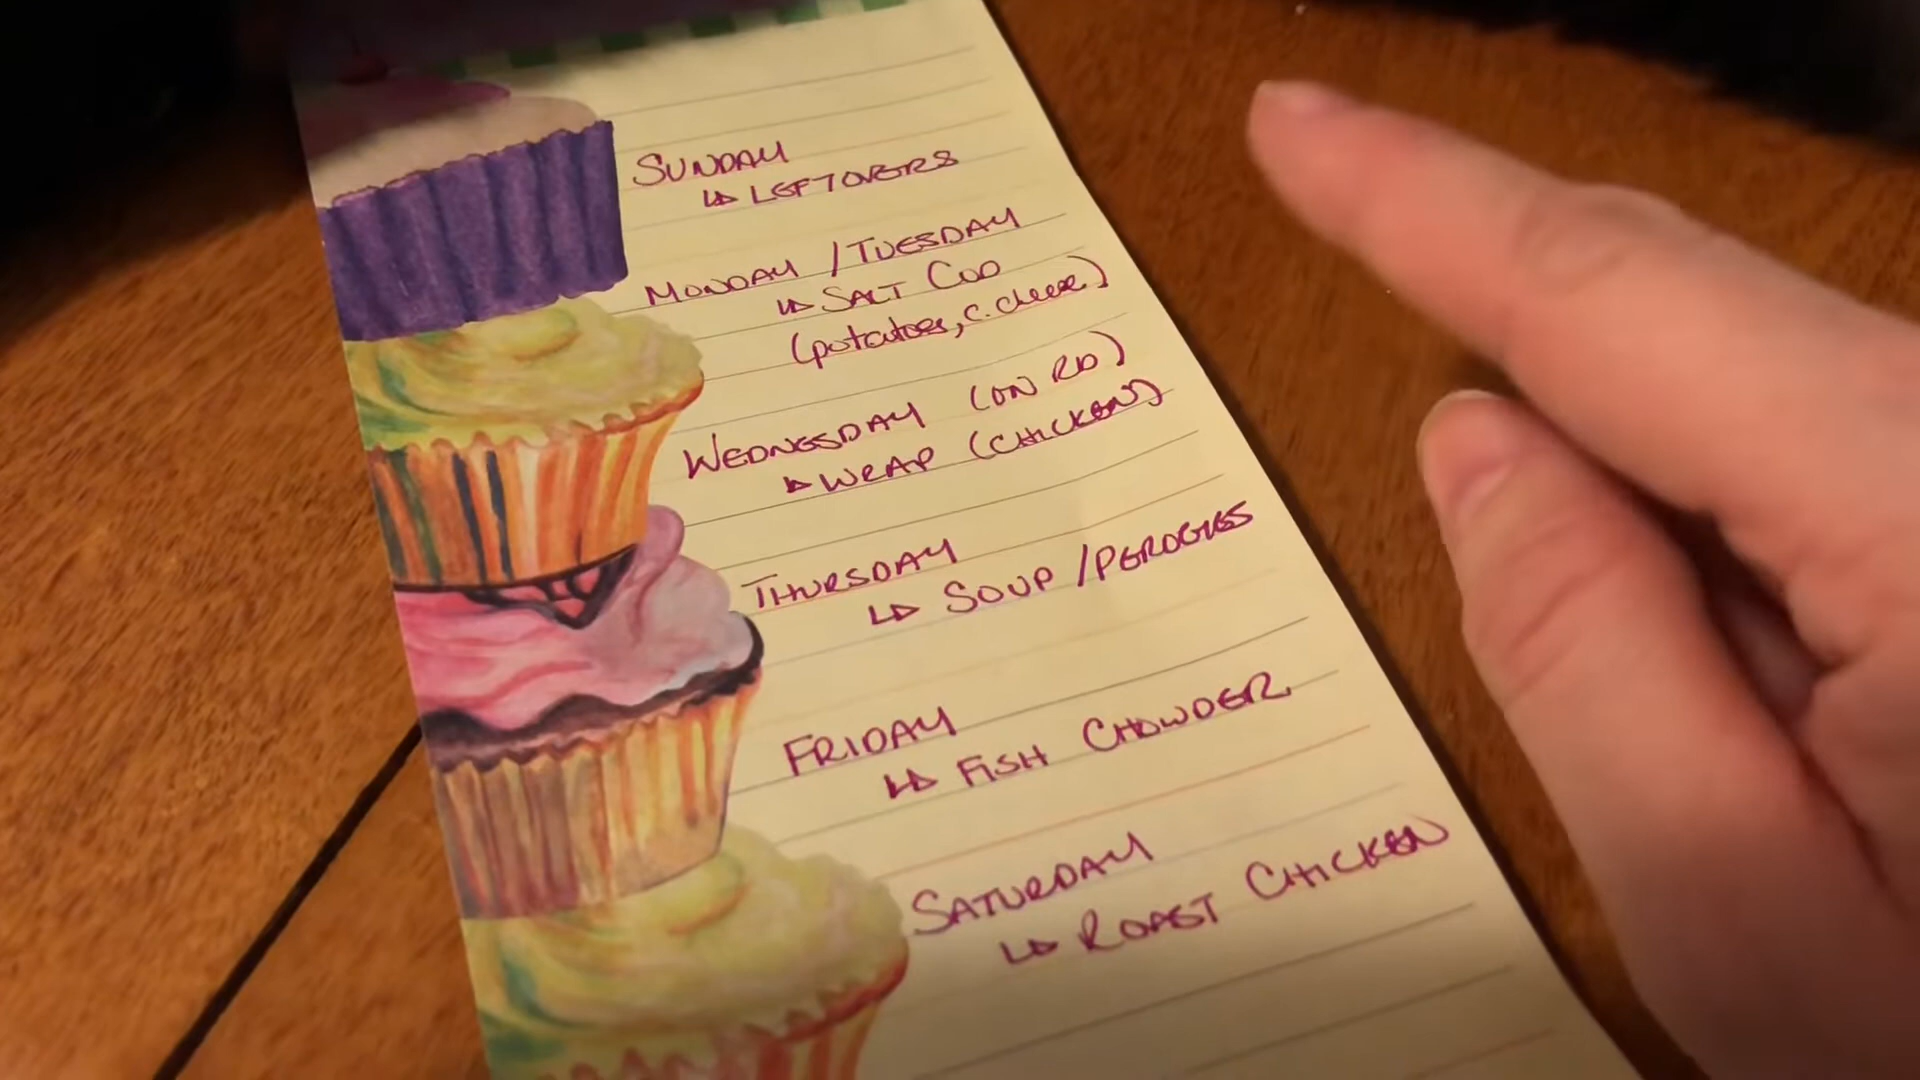 SUNDAY
↳ LEFTOVERS
MONDAY / TUESDAY
↳ SALT COD
(potatoes, c. cheese)
WEDNESDAY (ON RD)
↳ WRAP (CHICKEN)
THURSDAY
↳ SOUP / PEROGIES
FRIDAY
↳ FISH CHOWDER
SATURDAY
↳ ROAST CHICKEN